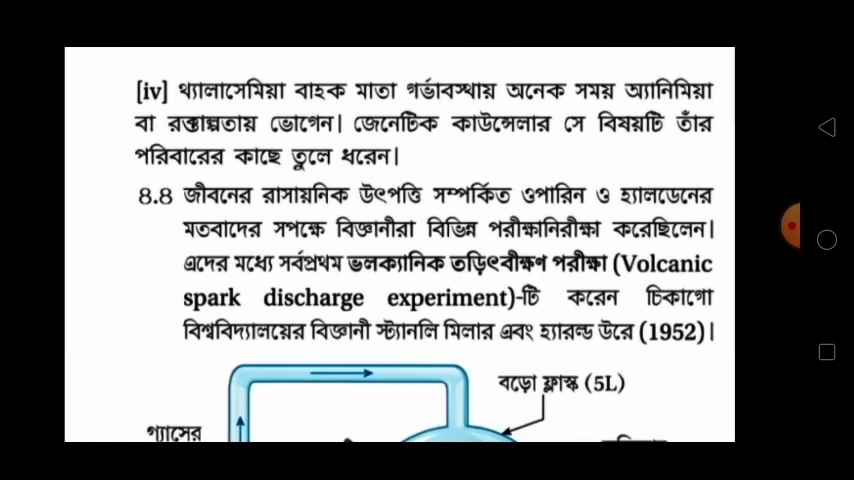 [iv] থ্যালাসেমিয়া বাহক মাতা গর্ভাবস্থায় অনেক সময় অ্যানিমিয়া
বা রক্তাল্পতায় ভোগেন। জেনেটিক কাউন্সেলার সে বিষয়টি তাঁর
পরিবারের কাছে তুলে ধরেন।
8.8 জীবনের রাসায়নিক উৎপত্তি সম্পর্কিত ওপারিন ও হ্যালডেনের
মতবাদের সপক্ষে বিজ্ঞানীরা বিভিন্ন পরীক্ষানিরীক্ষা করেছিলেন।
এদের মধ্যে সর্বপ্রথম ভলক্যানিক তড়িৎবীক্ষণ পরীক্ষা (Volcanic
spark discharge experiment)-টি করেন চিকাগো
বিশ্ববিদ্যালয়ের বিজ্ঞানী স্ট্যানলি মিলার এবং হ্যারল্ড উরে (1952)।
বড়ো ফ্লাস্ক (5L)
গ্যাসের